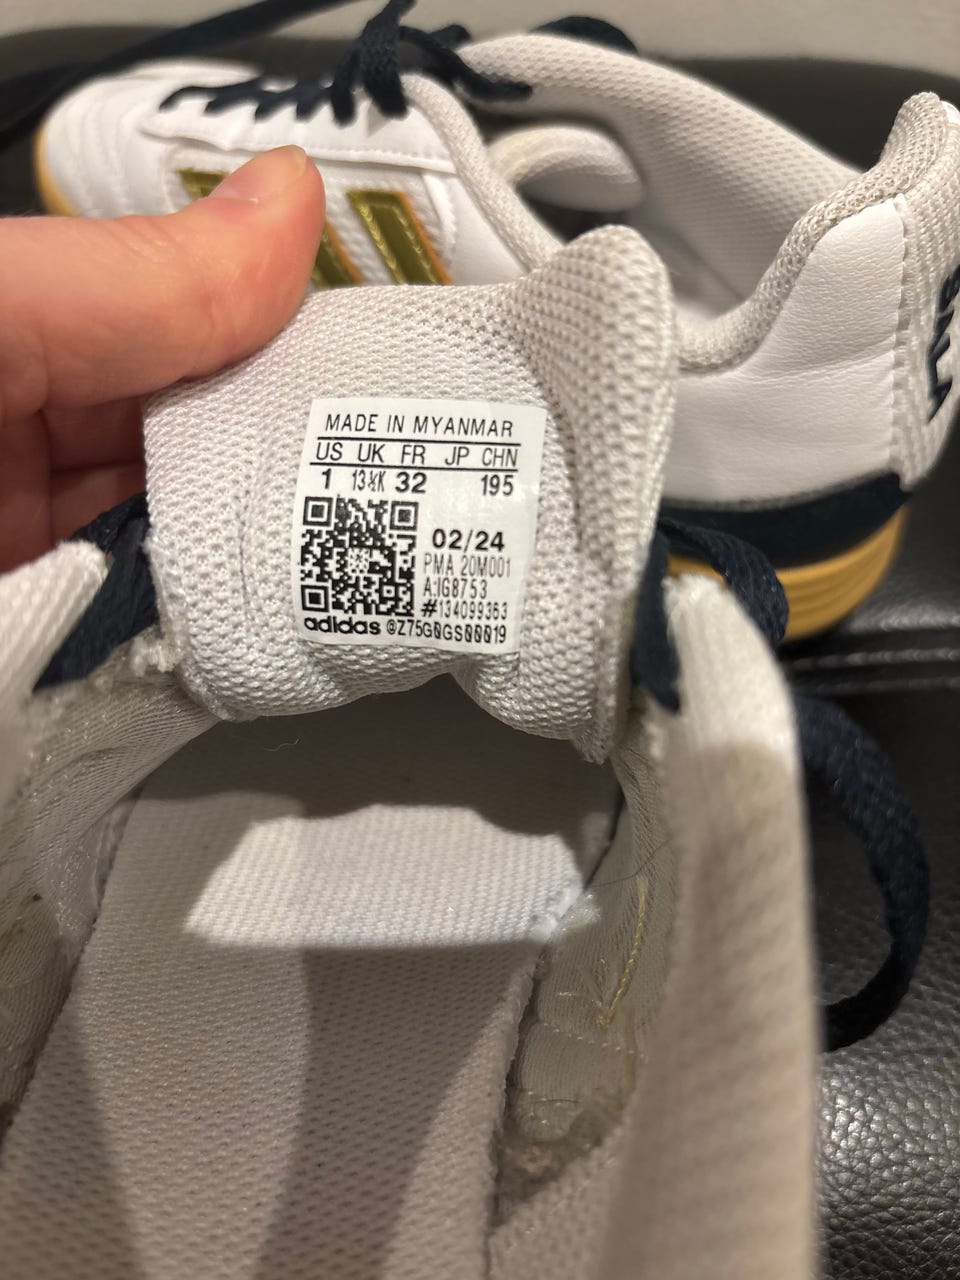 MADE IN MYANMAR
US UK FR JP CHN
1 13½K 32 195
02/24
PMA 20M001
A:IG8753
#134099363
adidas @Z75G0GS00019